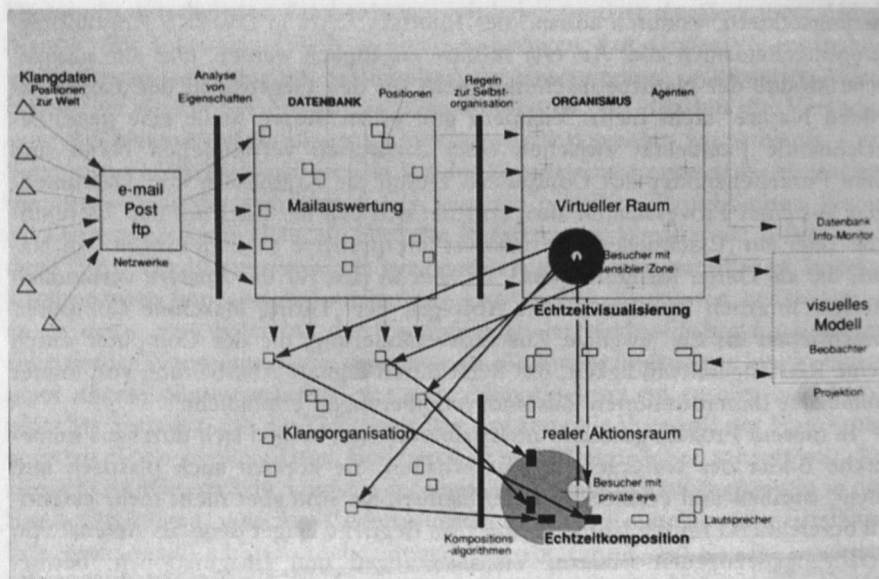 Klangdaten
Positionen
zur Welt
Analyse
von
Eigenschaften
DATENBANK
Positionen
Regeln
zur Selbst-
organisation
ORGANISMUS
Agenten
e-mail
Post
ftp
Netzwerke
Mailauswertung
Virtueller Raum
Besucher mit
sensibler Zone
Datenbank
Info-Monitor
Echtzeitvisualisierung
visuelles
Modell
Beobachter
Projektion
Klangorganisation
realer Aktionsraum
Besucher mit
private eye
Lautsprecher
Kompositions
-algorithmen
Echtzeitkomposition